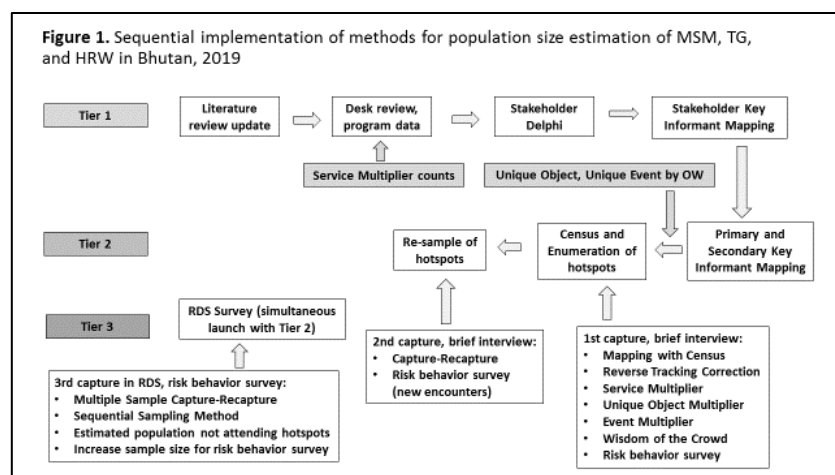 Figure 1. Sequential implementation of methods for population size estimation of MSM, TG,
and HRW in Bhutan, 2019
Tier 1
Literature
review update
Desk review,
program data
Stakeholder
Delphi
Stakeholder Key
Informant Mapping
Service Multiplier counts
Unique Object, Unique Event by OW
Tier 2
Re-sample of
hotspots
Census and
Enumeration of
hotspots
Primary and
Secondary Key
Informant Mapping
Tier 3
RDS Survey (simultaneous
launch with Tier 2)
2nd capture, brief interview:
• Capture-Recapture
• Risk behavior survey
(new encounters)
1st capture, brief interview:
• Mapping with Census
• Reverse Tracking Correction
• Service Multiplier
• Unique Object Multiplier
• Event Multiplier
• Wisdom of the Crowd
• Risk behavior survey
3rd capture in RDS, risk behavior survey:
• Multiple Sample Capture-Recapture
• Sequential Sampling Method
• Estimated population not attending hotspots
• Increase sample size for risk behavior survey